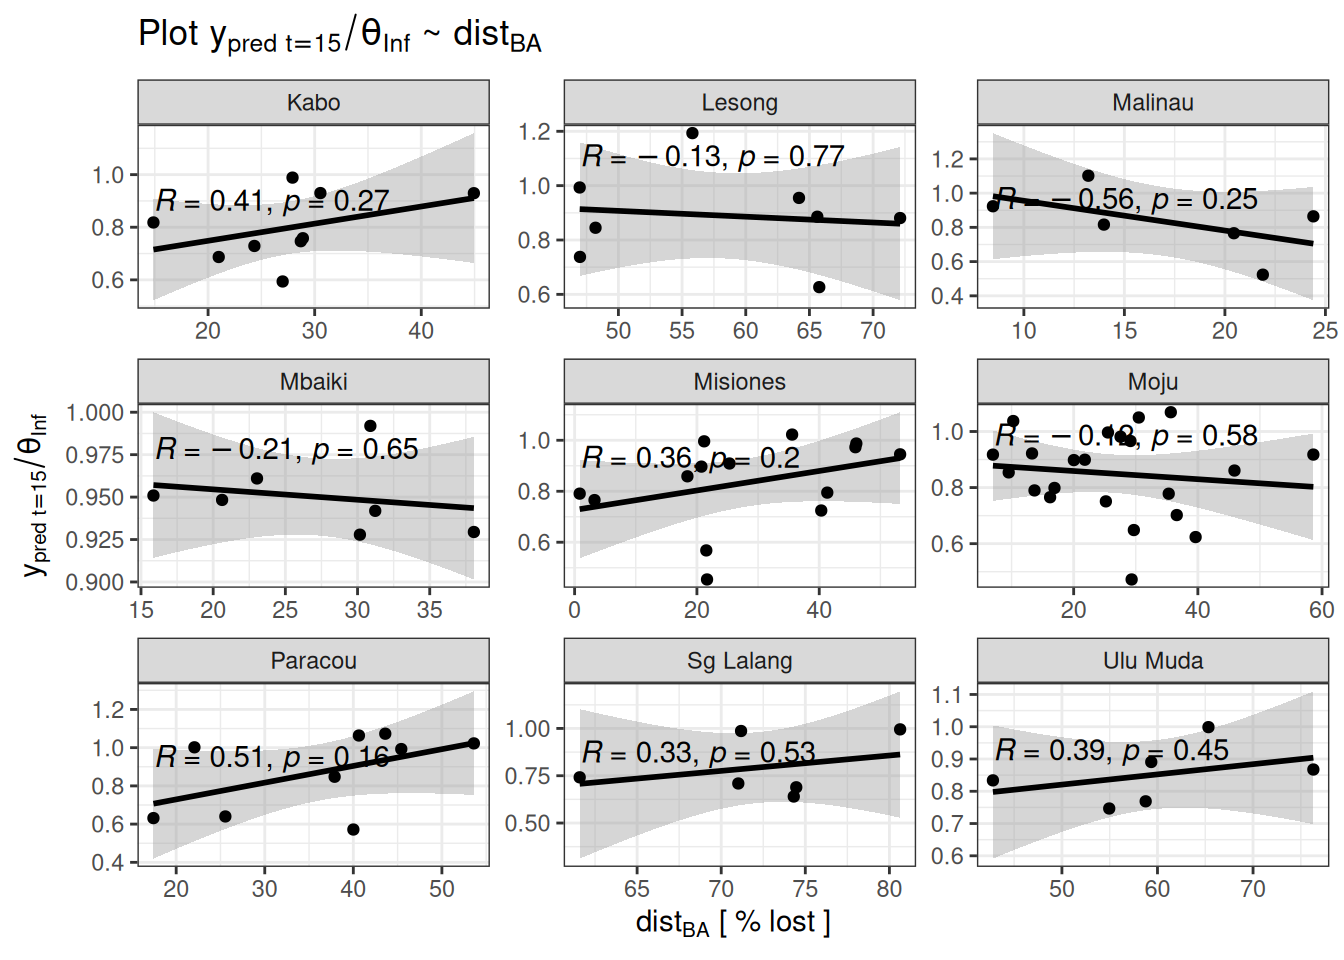 Plot ypred t=15/θInf ~ distBA
Kabo
Lesong
Malinau
R = 0.41, p = 0.27
R = − 0.13, p = 0.77
R = − 0.56, p = 0.25
1.0
0.8
0.6
1.2
1.0
0.8
0.6
1.2
1.0
0.8
0.6
0.4
20 30 40
50 55 60 65 70
10 15 20 25
Mbaiki
Misiones
Moju
R = − 0.21, p = 0.65
R = 0.36, p = 0.2
R = − 0.12, p = 0.58
1.000
0.975
0.950
0.925
0.900
1.0
0.8
0.6
1.0
0.8
0.6
15 20 25 30 35
0 20 40
20 40 60
Paracou
Sg Lalang
Ulu Muda
R = 0.51, p = 0.16
R = 0.33, p = 0.53
R = 0.39, p = 0.45
1.2
1.0
0.8
0.6
0.4
1.00
0.75
0.50
1.1
1.0
0.9
0.8
0.7
0.6
20 30 40 50
65 70 75 80
50 60 70
ypred t=15/θInf
distBA [ % lost ]